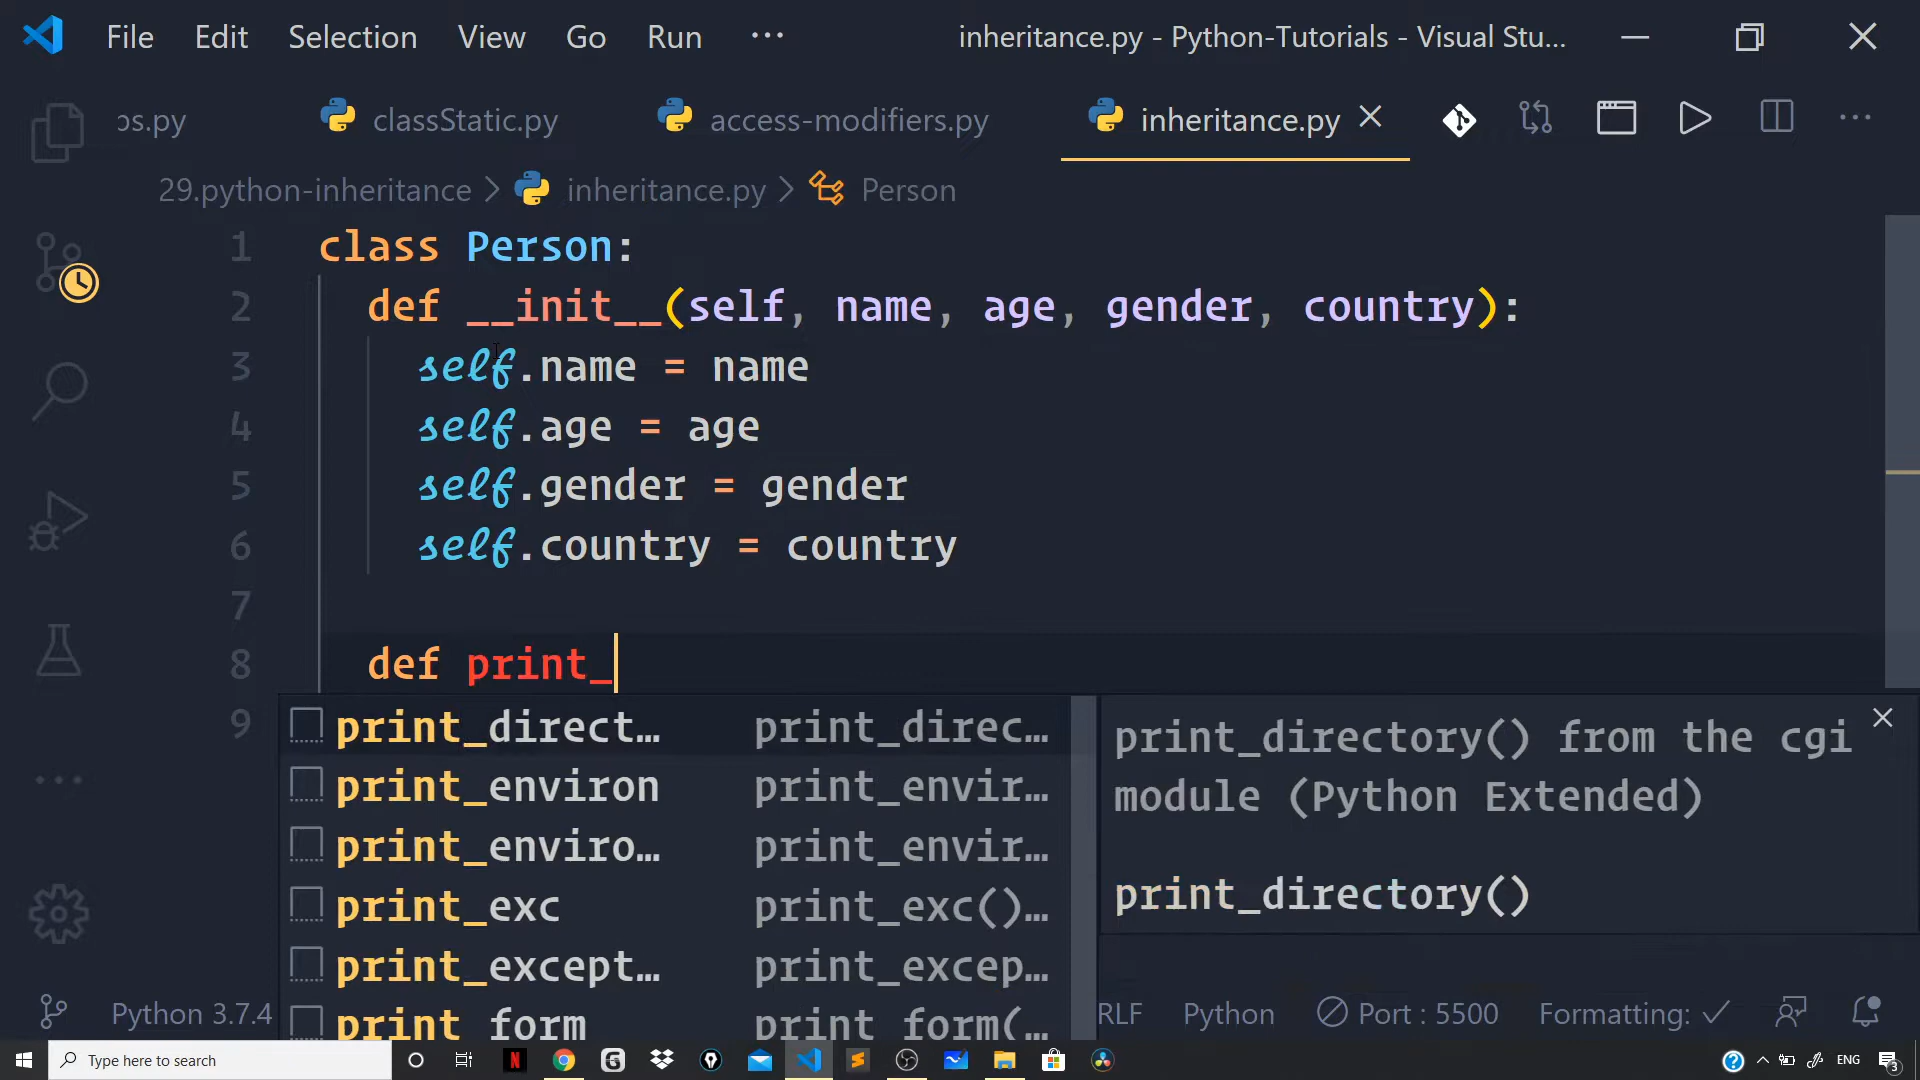 File Edit Selection View Go Run ··· inheritance.py - Python-Tutorials - Visual Stu...
ps.py classStatic.py access-modifiers.py inheritance.py
29.python-inheritance > inheritance.py > Person
1 class Person:
2 def __init__(self, name, age, gender, country):
3 self.name = name
4 self.age = age
5 self.gender = gender
6 self.country = country
7
8 def print_
9
print_direct… print_direc…
print_environ print_envir…
print_enviro… print_envir…
print_exc print_exc()…
print_except… print_excep…
print_form print_form(…
print_directory() from the cgi
module (Python Extended)
print_directory()
Python 3.7.4 RLF Python Port : 5500 Formatting: ✓
Type here to search ENG 3